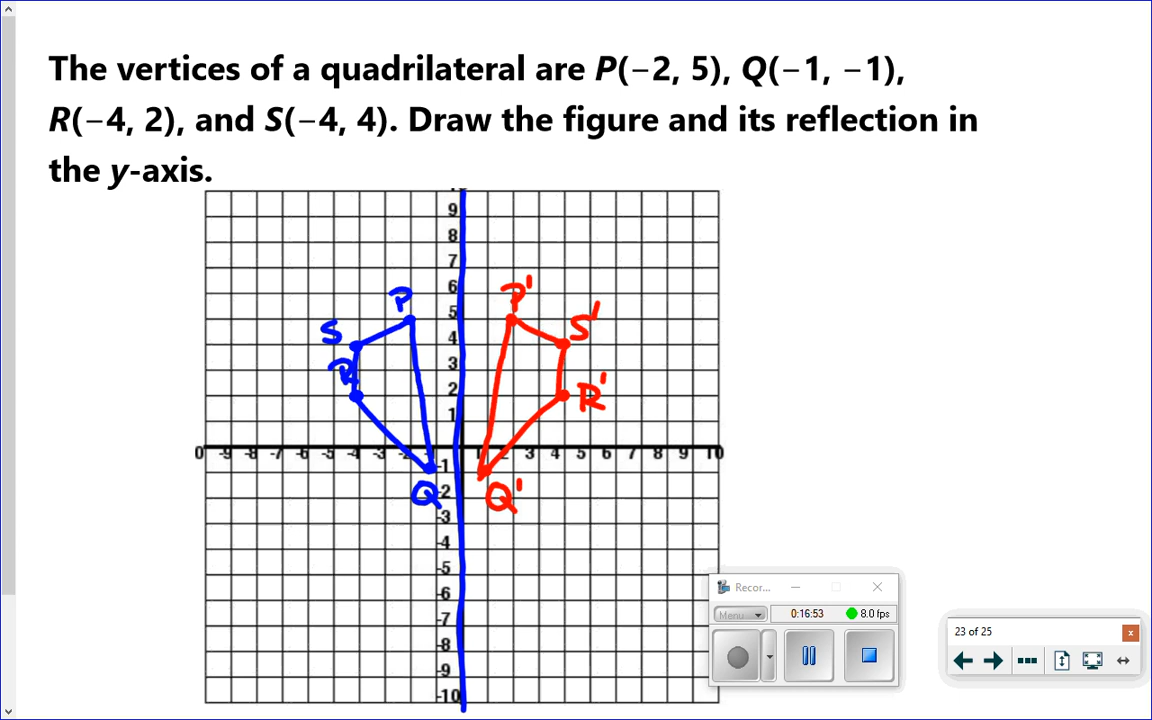 The vertices of a quadrilateral are P(−2, 5), Q(−1, −1),
R(−4, 2), and S(−4, 4). Draw the figure and its reflection in
the y-axis.
9
8
7
6
P P'
5
S S'
4
3
R R'
2
1
0 -9 -8 -7 -6 -5 -4 -3 2 3 4 5 6 7 8 9 10
-1
Q -2 Q'
-3
-4
-5
-6
-7
-8
-9
-10
Recor...
Menu 0:16:53 8.0 fps
23 of 25